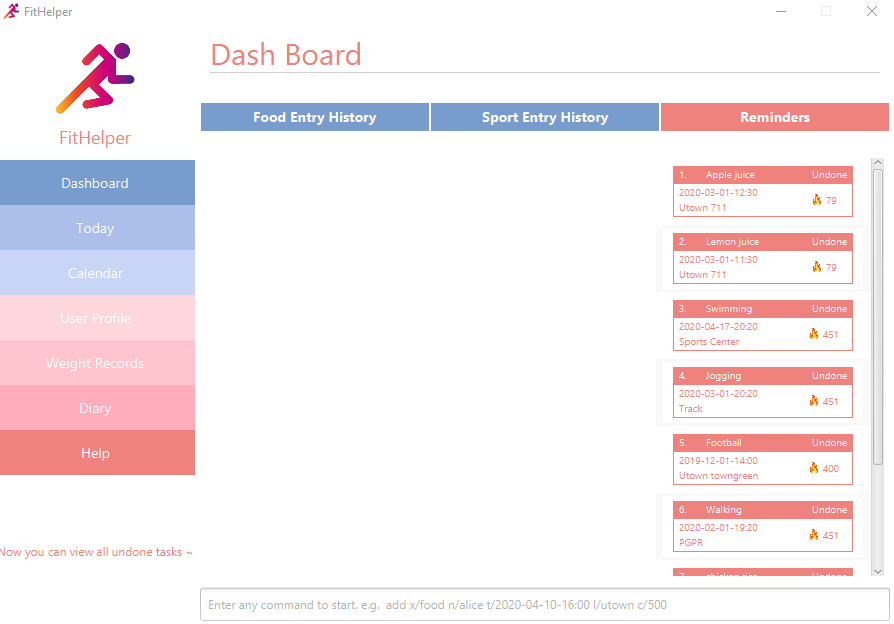 FitHelper
Dash Board
FitHelper
Food Entry History
Sport Entry History
Reminders
Dashboard
Today
Calendar
User Profile
Weight Records
Diary
Help
Now you can view all undone tasks ~
1. Apple juice Undone
2020-03-01-12:30
79
Utown 711
2. Lemon juice Undone
2020-03-01-11:30
79
Utown 711
3. Swimming Undone
2020-04-17-20:20
451
Sports Center
4. Jogging Undone
2020-03-01-20:20
451
Track
5. Football Undone
2019-12-01-14:00
400
Utown towngreen
6. Walking Undone
2020-02-01-19:20
451
PGPR
Enter any command to start. e.g.  add x/food n/alice t/2020-04-10-16:00 l/utown c/500